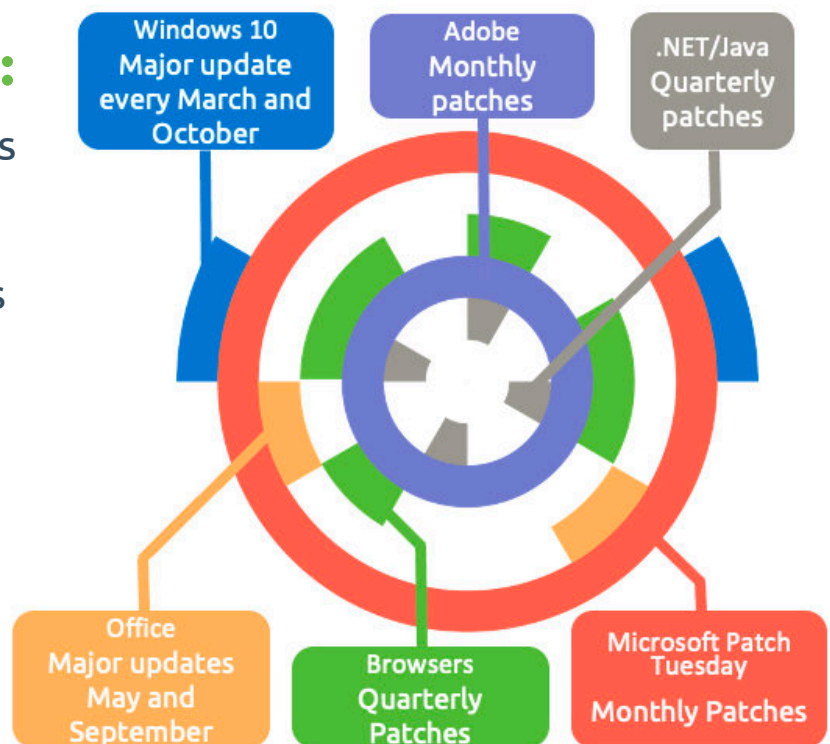 :
s
s
Windows 10
Major update
every March and
October
Adobe
Monthly
patches
.NET/Java
Quarterly
patches
Office
Major updates
May and
September
Browsers
Quarterly
Patches
Microsoft Patch
Tuesday
Monthly Patches